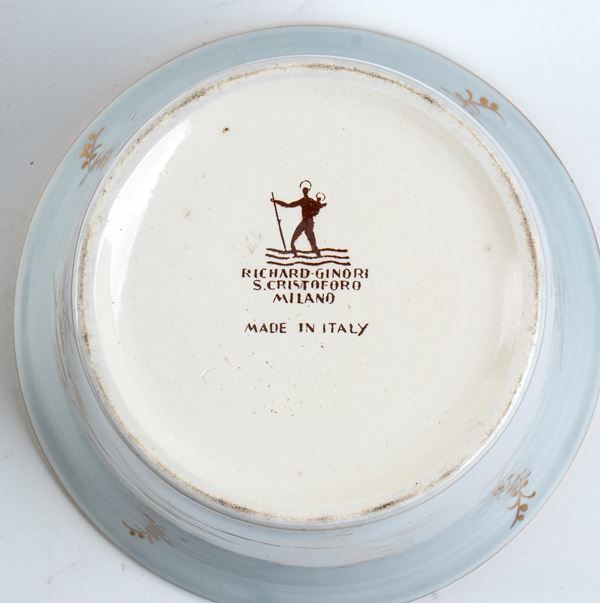 RICHARD-GINORI
S. CRISTOFORO
MILANO
MADE IN ITALY